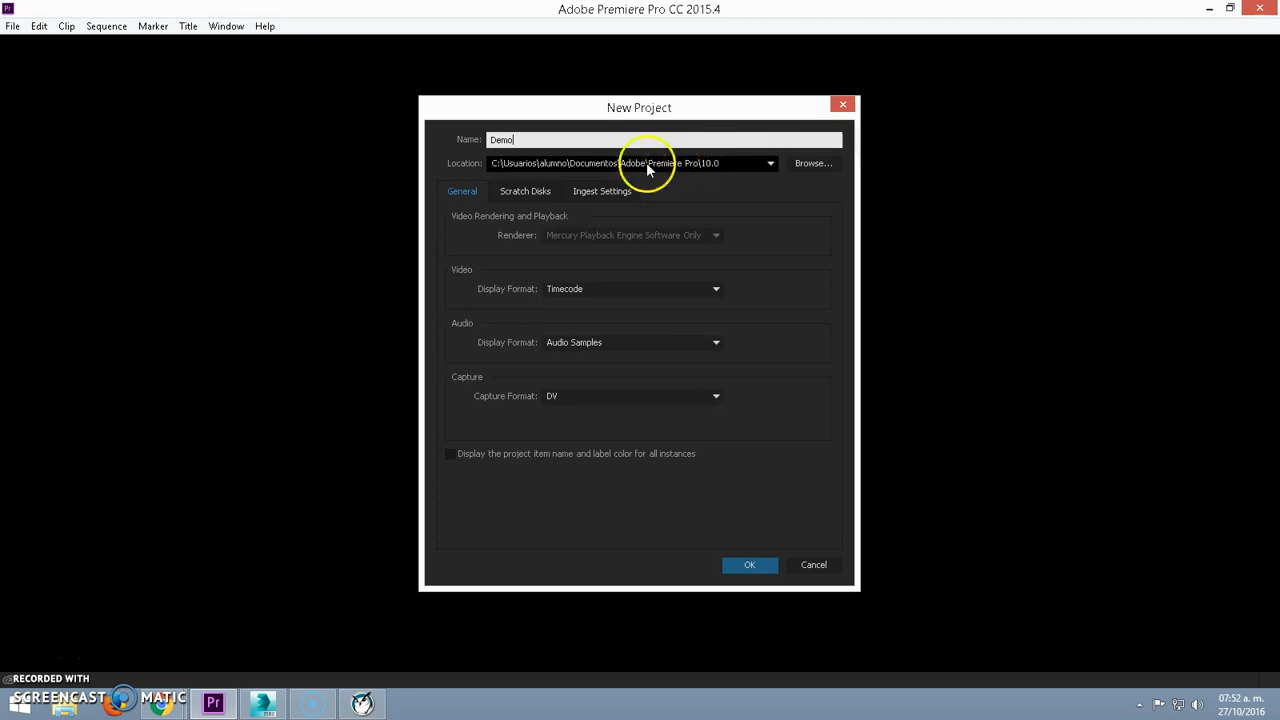 Adobe Premiere Pro CC 2015.4
File Edit Clip Sequence Marker Title Window Help
New Project
Name: Demo
Location: C:\Usuarios\alumno\Documentos\Adobe\Premiere Pro\10.0 Browse...
General Scratch Disks Ingest Settings
Video Rendering and Playback
Renderer: Mercury Playback Engine Software Only
Video
Display Format: Timecode
Audio
Display Format: Audio Samples
Capture
Capture Format: DV
Display the project item name and label color for all instances
OK Cancel
RECORDED WITH
SCREENCAST MATIC
Pr
07:52 a. m.
27/10/2016